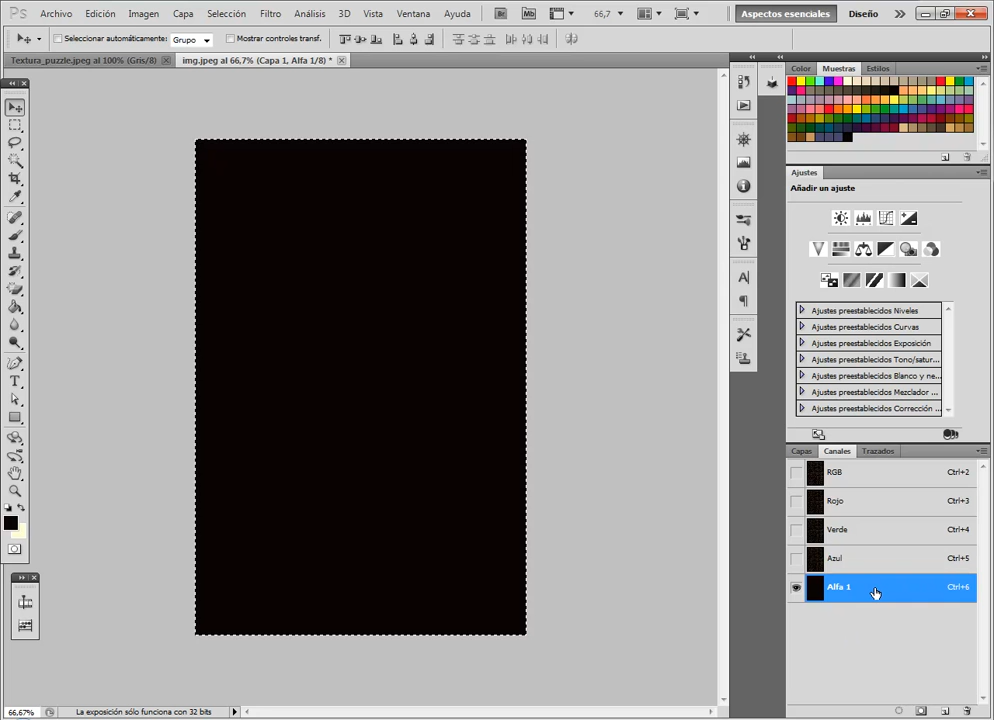 Ps Archivo Edición Imagen Capa Selección Filtro Análisis 3D Vista Ventana Ayuda Br Mb 66,7 Aspectos esenciales Diseño
Seleccionar automáticamente: Grupo Mostrar controles transf.
Textura_puzzle.jpeg al 100% (Gris/8) img.jpeg al 66,7% (Capa 1, Alfa 1/8) *
Color Muestras Estilos
Ajustes
Añadir un ajuste
Ajustes preestablecidos Niveles
Ajustes preestablecidos Curvas
Ajustes preestablecidos Exposición
Ajustes preestablecidos Tono/satur...
Ajustes preestablecidos Blanco y ne...
Ajustes preestablecidos Mezclador ...
Ajustes preestablecidos Corrección ...
Capas Canales Trazados
RGB Ctrl+2
Rojo Ctrl+3
Verde Ctrl+4
Azul Ctrl+5
Alfa 1 Ctrl+6
66,67% La exposición sólo funciona con 32 bits